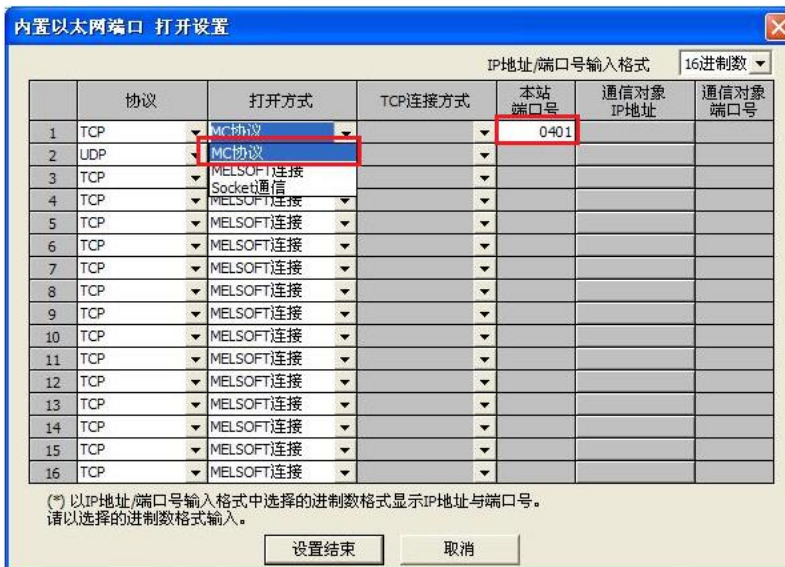 内置以太网端口 打开设置
IP地址/端口号输入格式 16进制数
协议 打开方式 TCP连接方式 本站端口号 通信对象IP地址 通信对象端口号
1 TCP MC协议 0401
2 UDP MC协议
3 TCP MELSOFT连接
Socket通信
4 TCP MELSOFT连接
5 TCP MELSOFT连接
6 TCP MELSOFT连接
7 TCP MELSOFT连接
8 TCP MELSOFT连接
9 TCP MELSOFT连接
10 TCP MELSOFT连接
11 TCP MELSOFT连接
12 TCP MELSOFT连接
13 TCP MELSOFT连接
14 TCP MELSOFT连接
15 TCP MELSOFT连接
16 TCP MELSOFT连接
(*) 以IP地址/端口号输入格式中选择的进制数格式显示IP地址与端口号。
请以选择的进制数格式输入。
设置结束 取消